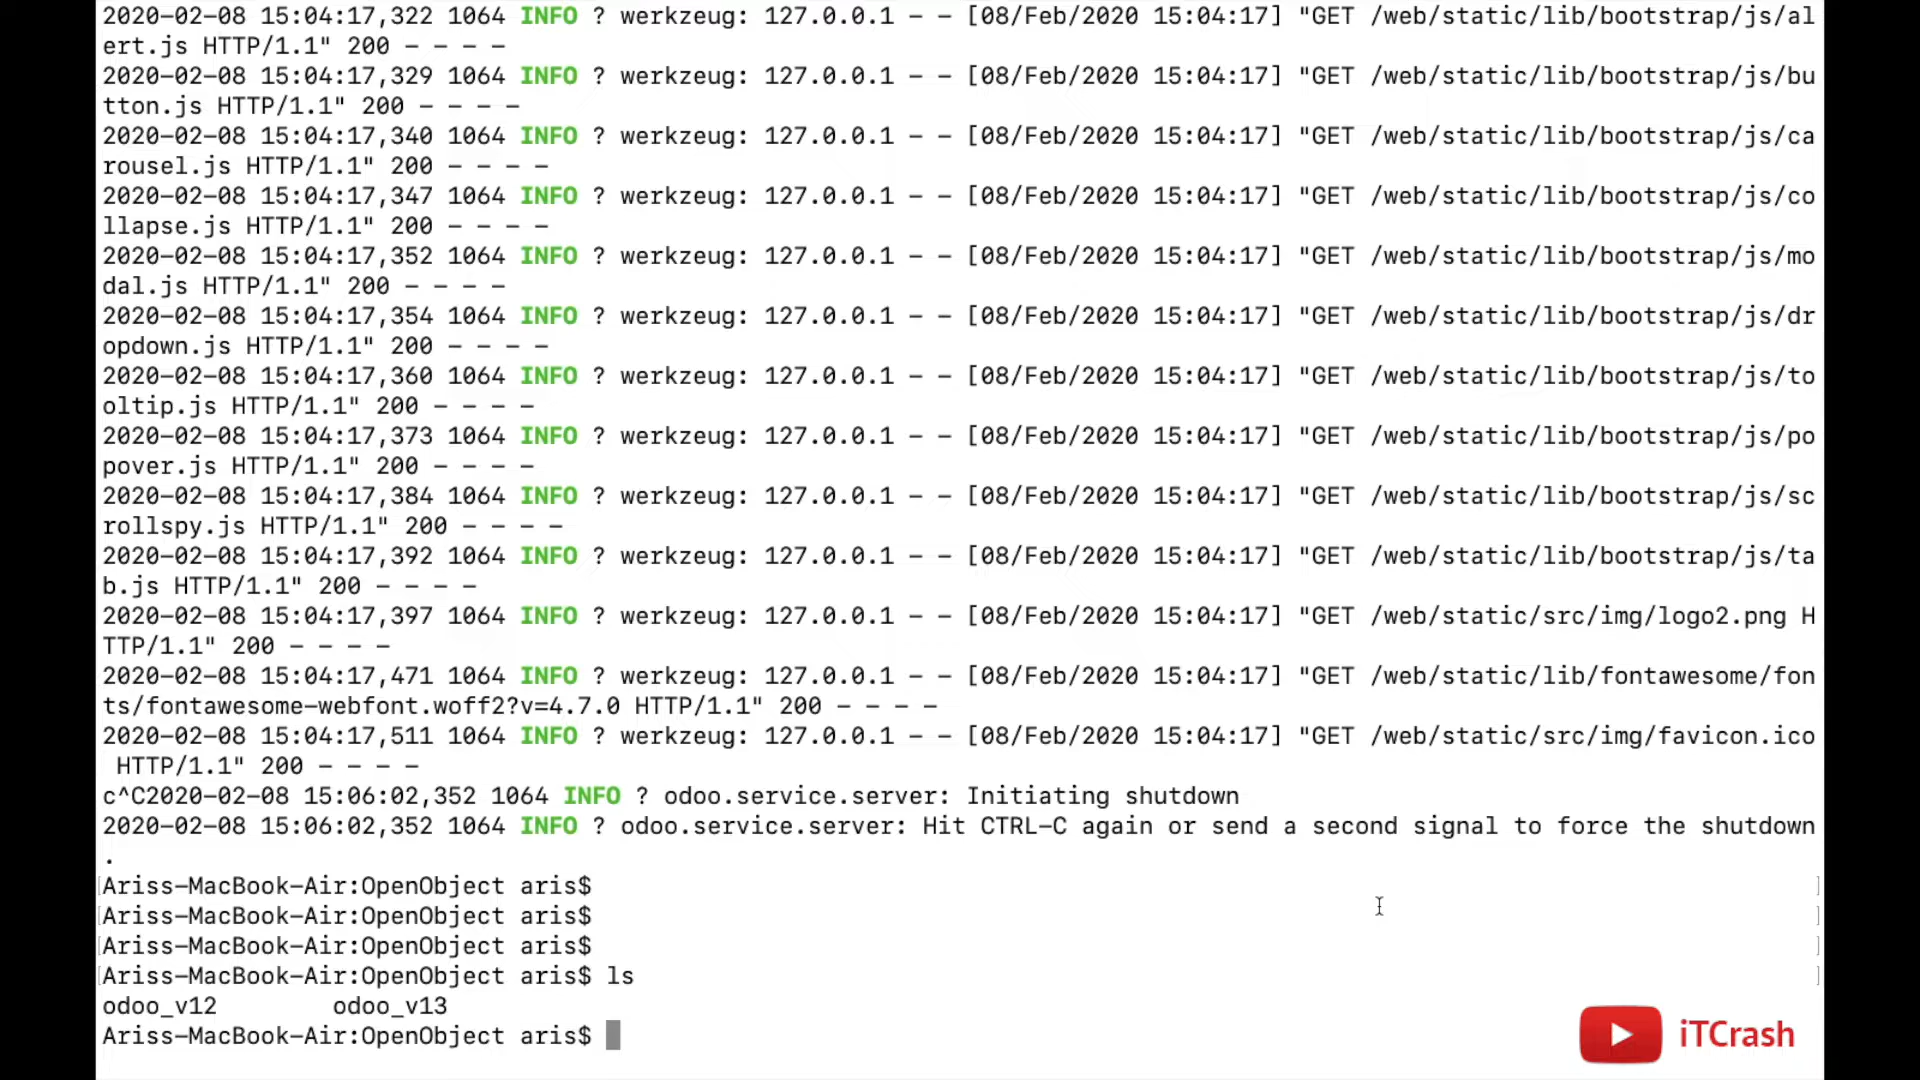 2020-02-08 15:04:17,322 1064 INFO ? werkzeug: 127.0.0.1 - - [08/Feb/2020 15:04:17] "GET /web/static/lib/bootstrap/js/al
ert.js HTTP/1.1" 200 - - - -
2020-02-08 15:04:17,329 1064 INFO ? werkzeug: 127.0.0.1 - - [08/Feb/2020 15:04:17] "GET /web/static/lib/bootstrap/js/bu
tton.js HTTP/1.1" 200 - - - -
2020-02-08 15:04:17,340 1064 INFO ? werkzeug: 127.0.0.1 - - [08/Feb/2020 15:04:17] "GET /web/static/lib/bootstrap/js/ca
rousel.js HTTP/1.1" 200 - - - -
2020-02-08 15:04:17,347 1064 INFO ? werkzeug: 127.0.0.1 - - [08/Feb/2020 15:04:17] "GET /web/static/lib/bootstrap/js/co
llapse.js HTTP/1.1" 200 - - - -
2020-02-08 15:04:17,352 1064 INFO ? werkzeug: 127.0.0.1 - - [08/Feb/2020 15:04:17] "GET /web/static/lib/bootstrap/js/mo
dal.js HTTP/1.1" 200 - - - -
2020-02-08 15:04:17,354 1064 INFO ? werkzeug: 127.0.0.1 - - [08/Feb/2020 15:04:17] "GET /web/static/lib/bootstrap/js/dr
opdown.js HTTP/1.1" 200 - - - -
2020-02-08 15:04:17,360 1064 INFO ? werkzeug: 127.0.0.1 - - [08/Feb/2020 15:04:17] "GET /web/static/lib/bootstrap/js/to
oltip.js HTTP/1.1" 200 - - - -
2020-02-08 15:04:17,373 1064 INFO ? werkzeug: 127.0.0.1 - - [08/Feb/2020 15:04:17] "GET /web/static/lib/bootstrap/js/po
pover.js HTTP/1.1" 200 - - - -
2020-02-08 15:04:17,384 1064 INFO ? werkzeug: 127.0.0.1 - - [08/Feb/2020 15:04:17] "GET /web/static/lib/bootstrap/js/sc
rollspy.js HTTP/1.1" 200 - - - -
2020-02-08 15:04:17,392 1064 INFO ? werkzeug: 127.0.0.1 - - [08/Feb/2020 15:04:17] "GET /web/static/lib/bootstrap/js/ta
b.js HTTP/1.1" 200 - - - -
2020-02-08 15:04:17,397 1064 INFO ? werkzeug: 127.0.0.1 - - [08/Feb/2020 15:04:17] "GET /web/static/src/img/logo2.png H
TTP/1.1" 200 - - - -
2020-02-08 15:04:17,471 1064 INFO ? werkzeug: 127.0.0.1 - - [08/Feb/2020 15:04:17] "GET /web/static/lib/fontawesome/fon
ts/fontawesome-webfont.woff2?v=4.7.0 HTTP/1.1" 200 - - - -
2020-02-08 15:04:17,511 1064 INFO ? werkzeug: 127.0.0.1 - - [08/Feb/2020 15:04:17] "GET /web/static/src/img/favicon.ico
 HTTP/1.1" 200 - - - -
c^C2020-02-08 15:06:02,352 1064 INFO ? odoo.service.server: Initiating shutdown
2020-02-08 15:06:02,352 1064 INFO ? odoo.service.server: Hit CTRL-C again or send a second signal to force the shutdown
.
[Ariss-MacBook-Air:OpenObject aris$ ]
[Ariss-MacBook-Air:OpenObject aris$ ]
[Ariss-MacBook-Air:OpenObject aris$ ]
[Ariss-MacBook-Air:OpenObject aris$ ls ]
odoo_v12 odoo_v13
Ariss-MacBook-Air:OpenObject aris$
iTCrash